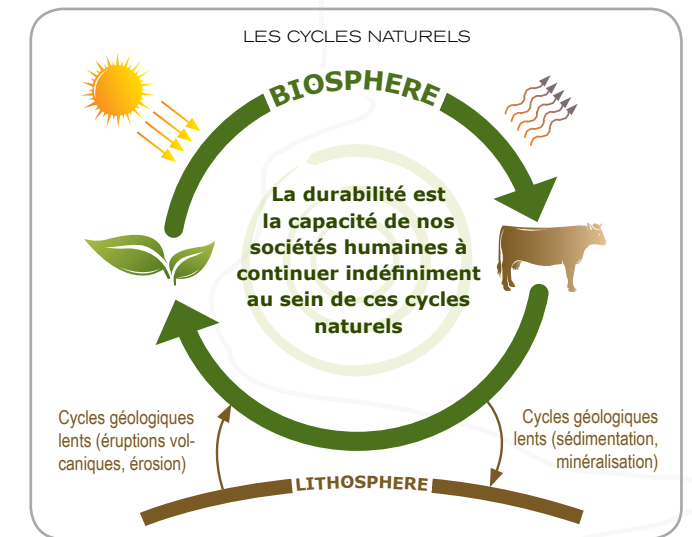 LES CYCLES NATURELS
BIOSPHERE
La durabilité est
la capacité de nos
sociétés humaines à
continuer indéfiniment
au sein de ces cycles
naturels
Cycles géologiques
lents (éruptions vol-
caniques, érosion)
Cycles géologiques
lents (sédimentation,
minéralisation)
LITHOSPHERE